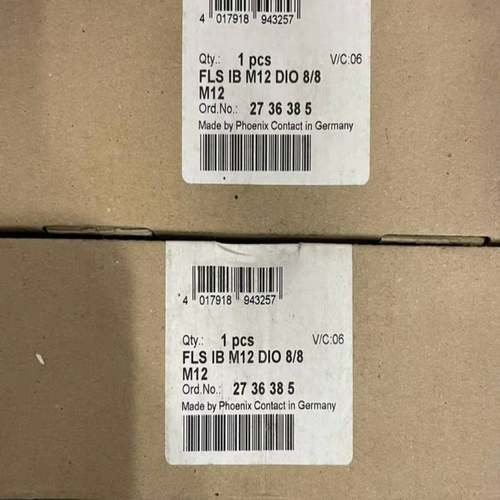 4 017918 943257
Qty.: 1 pcs V/C:06
FLS IB M12 DIO 8/8
M12
Ord.No.: 27 36 38 5
Made by Phoenix Contact in Germany
4 017918 943257
Qty.: 1 pcs V/C:06
FLS IB M12 DIO 8/8
M12
Ord.No.: 27 36 38 5
Made by Phoenix Contact in Germany